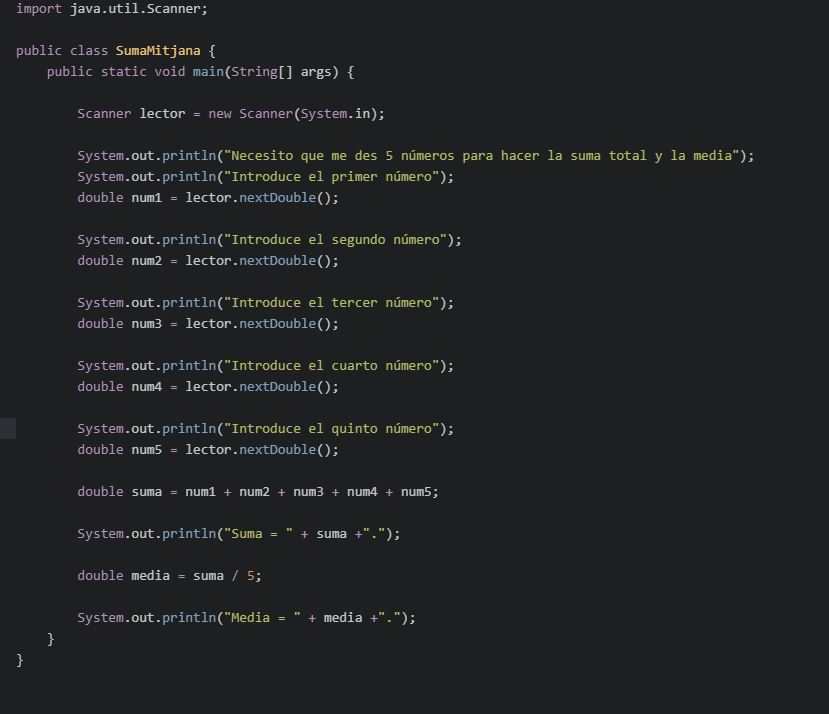 import java.util.Scanner;
public class SumaMitjana {
public static void main(String[] args) {
Scanner lector = new Scanner(System.in);
System.out.println("Necesito que me des 5 números para hacer la suma total y la media");
System.out.println("Introduce el primer número");
double num1 = lector.nextDouble();
System.out.println("Introduce el segundo número");
double num2 = lector.nextDouble();
System.out.println("Introduce el tercer número");
double num3 = lector.nextDouble();
System.out.println("Introduce el cuarto número");
double num4 = lector.nextDouble();
System.out.println("Introduce el quinto número");
double num5 = lector.nextDouble();
double suma = num1 + num2 + num3 + num4 + num5;
System.out.println("Suma = " + suma +".");
double media = suma / 5;
System.out.println("Media = " + media +".");
}
}